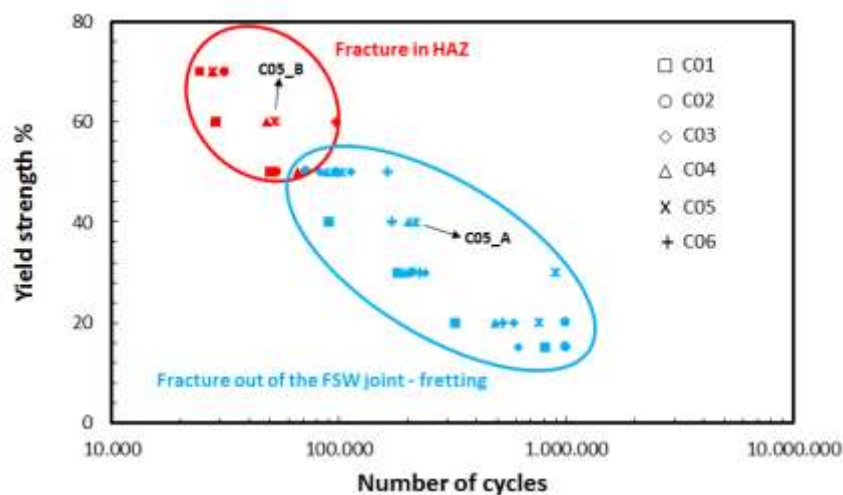 80
Fracture in HAZ
C05_B
C01
C02
60
C03
C04
C05
40
C05_A
C06
Yield strength %
20
Fracture out of the FSW joint - fretting
0
10.000
100.000
1.000.000
10.000.000
Number of cycles